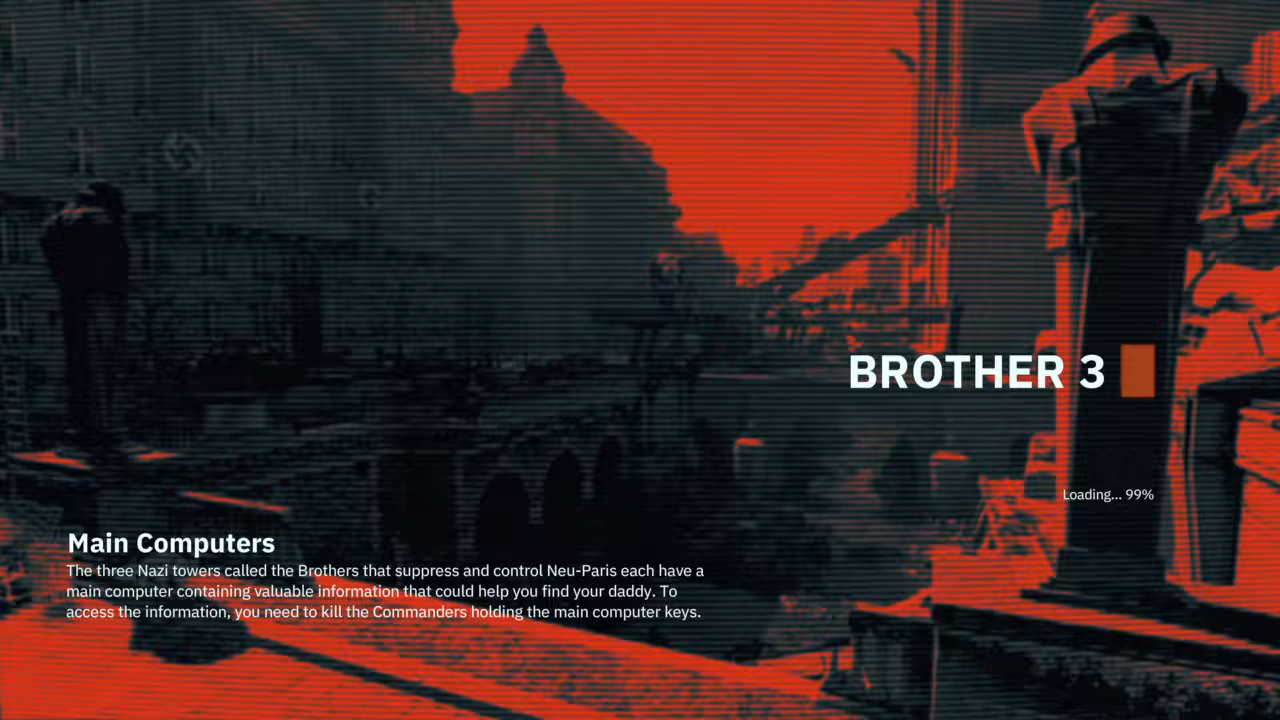 BROTHER 3
Loading... 99%
Main Computers
The three Nazi towers called the Brothers that suppress and control Neu-Paris each have a
main computer containing valuable information that could help you find your daddy. To
access the information, you need to kill the Commanders holding the main computer keys.